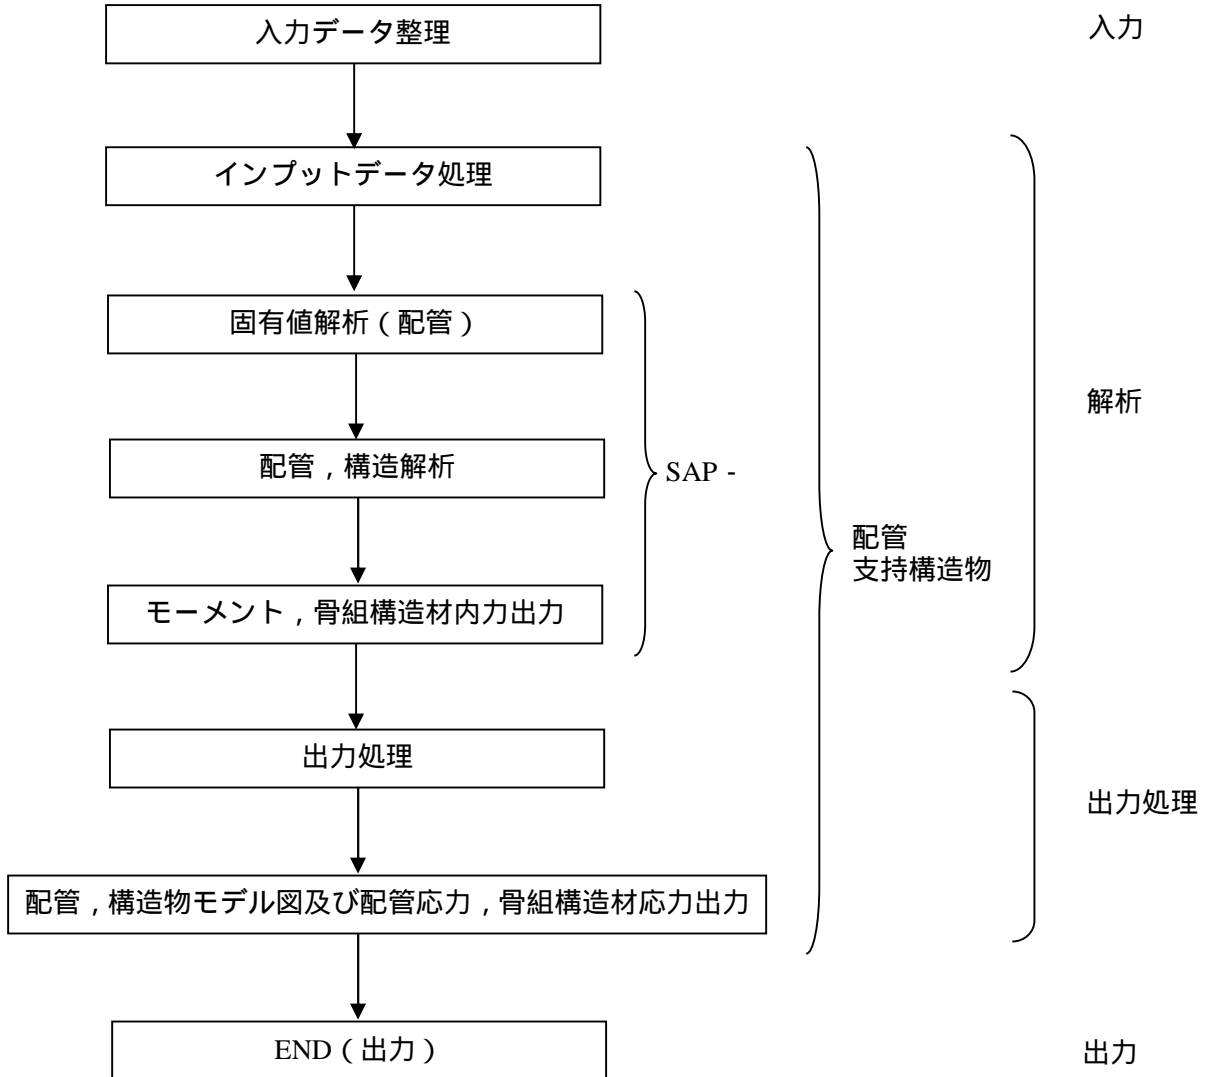 入力データ整理
入力
インプットデータ処理
固有値解析（配管）
解析
配管，構造解析
SAP -
配管
支持構造物
モーメント，骨組構造材内力出力
出力処理
出力処理
配管，構造物モデル図及び配管応力，骨組構造材応力出力
END（出力）
出力